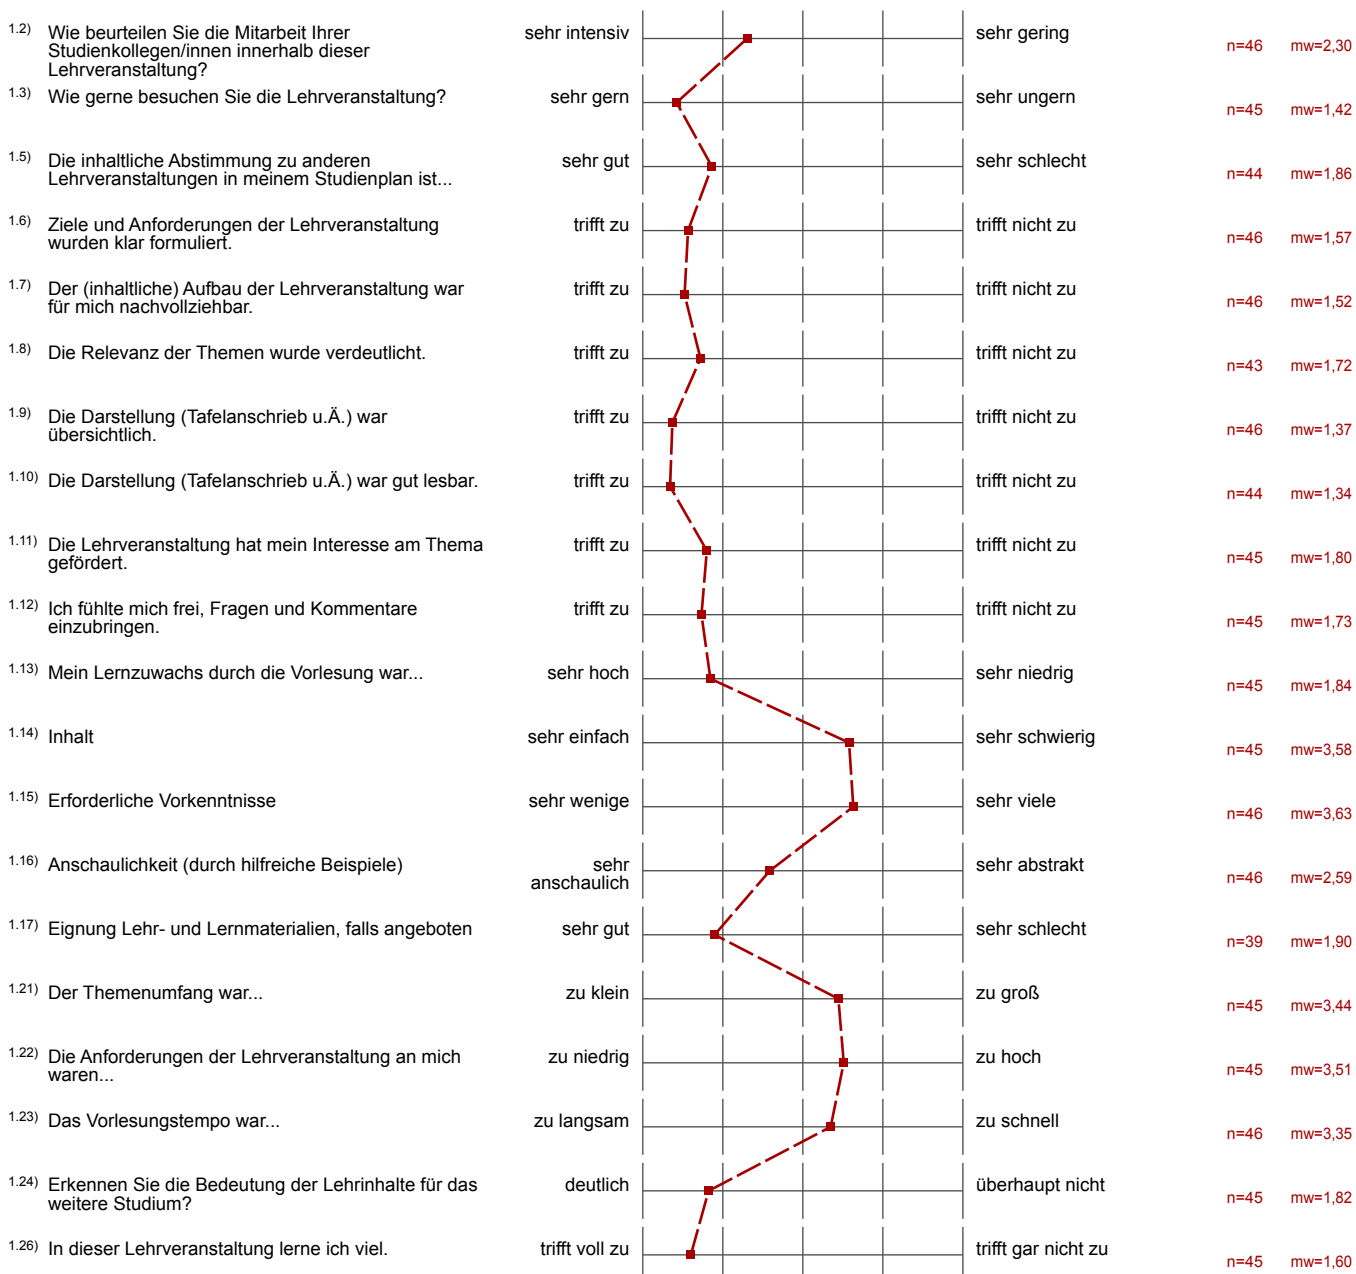 1.2) Wie beurteilen Sie die Mitarbeit Ihrer sehr intensiv sehr gering n=46 mw=2,30
Studienkollegen/innen innerhalb dieser
Lehrveranstaltung?
1.3) Wie gerne besuchen Sie die Lehrveranstaltung? sehr gern sehr ungern n=45 mw=1,42
1.5) Die inhaltliche Abstimmung zu anderen sehr gut sehr schlecht n=44 mw=1,86
Lehrveranstaltungen in meinem Studienplan ist...
1.6) Ziele und Anforderungen der Lehrveranstaltung trifft zu trifft nicht zu n=46 mw=1,57
wurden klar formuliert.
1.7) Der (inhaltliche) Aufbau der Lehrveranstaltung war trifft zu trifft nicht zu n=46 mw=1,52
für mich nachvollziehbar.
1.8) Die Relevanz der Themen wurde verdeutlicht. trifft zu trifft nicht zu n=43 mw=1,72
1.9) Die Darstellung (Tafelanschrieb u.Ä.) war trifft zu trifft nicht zu n=46 mw=1,37
übersichtlich.
1.10) Die Darstellung (Tafelanschrieb u.Ä.) war gut lesbar. trifft zu trifft nicht zu n=44 mw=1,34
1.11) Die Lehrveranstaltung hat mein Interesse am Thema trifft zu trifft nicht zu n=45 mw=1,80
gefördert.
1.12) Ich fühlte mich frei, Fragen und Kommentare trifft zu trifft nicht zu n=45 mw=1,73
einzubringen.
1.13) Mein Lernzuwachs durch die Vorlesung war... sehr hoch sehr niedrig n=45 mw=1,84
1.14) Inhalt sehr einfach sehr schwierig n=45 mw=3,58
1.15) Erforderliche Vorkenntnisse sehr wenige sehr viele n=46 mw=3,63
1.16) Anschaulichkeit (durch hilfreiche Beispiele) sehr sehr abstrakt n=46 mw=2,59
anschaulich
1.17) Eignung Lehr- und Lernmaterialien, falls angeboten sehr gut sehr schlecht n=39 mw=1,90
1.21) Der Themenumfang war... zu klein zu groß n=45 mw=3,44
1.22) Die Anforderungen der Lehrveranstaltung an mich zu niedrig zu hoch n=45 mw=3,51
waren...
1.23) Das Vorlesungstempo war... zu langsam zu schnell n=46 mw=3,35
1.24) Erkennen Sie die Bedeutung der Lehrinhalte für das deutlich überhaupt nicht n=45 mw=1,82
weitere Studium?
1.26) In dieser Lehrveranstaltung lerne ich viel. trifft voll zu trifft gar nicht zu n=45 mw=1,60